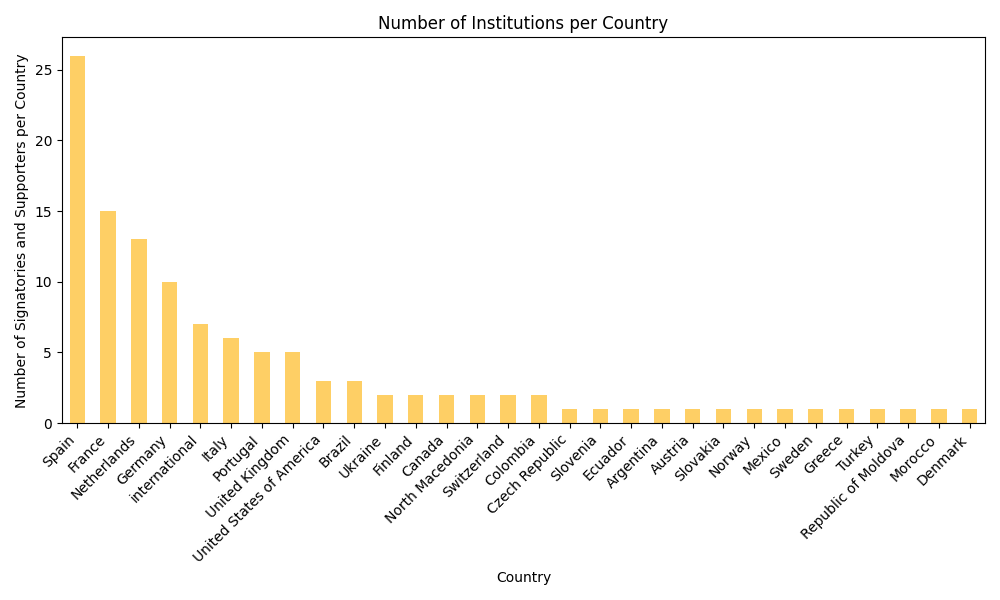 Number of Institutions per Country
Number of Signatories and Supporters per Country
25
20
15
10
5
0
Spain
France
Netherlands
Germany
international
Italy
Portugal
United Kingdom
United States of America
Brazil
Ukraine
Finland
Canada
North Macedonia
Switzerland
Colombia
Czech Republic
Slovenia
Ecuador
Argentina
Austria
Slovakia
Norway
Mexico
Sweden
Greece
Turkey
Republic of Moldova
Morocco
Denmark
Country